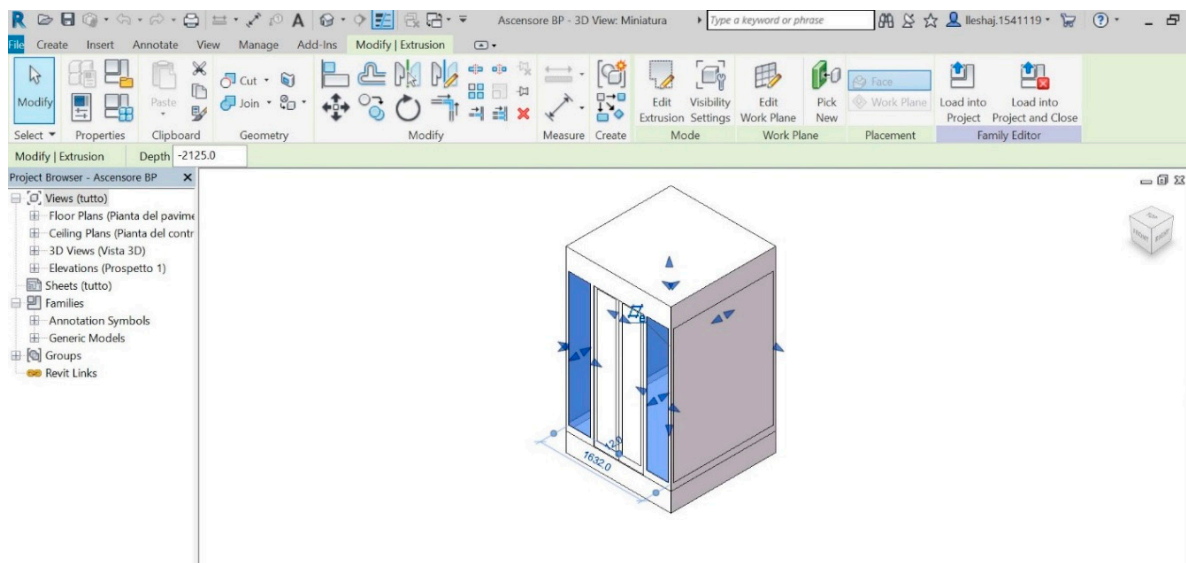 R A Ascensore BP - 3D View: Miniatura Type a keyword or phrase lleshaj.1541119
File Create Insert Annotate View Manage Add-Ins Modify | Extrusion
Modify Paste Cut Join Edit Extrusion Visibility Settings Edit Work Plane Pick New Face Work Plane Load into Project Load into Project and Close
Select Properties Clipboard Geometry Modify Measure Create Mode Work Plane Placement Family Editor
Modify | Extrusion Depth -2125.0
Project Browser - Ascensore BP
Views (tutto)
Floor Plans (Pianta del pavime
Ceiling Plans (Pianta del contr
3D Views (Vista 3D)
Elevations (Prospetto 1)
Sheets (tutto)
Families
Annotation Symbols
Generic Models
Groups
Revit Links
1632.0